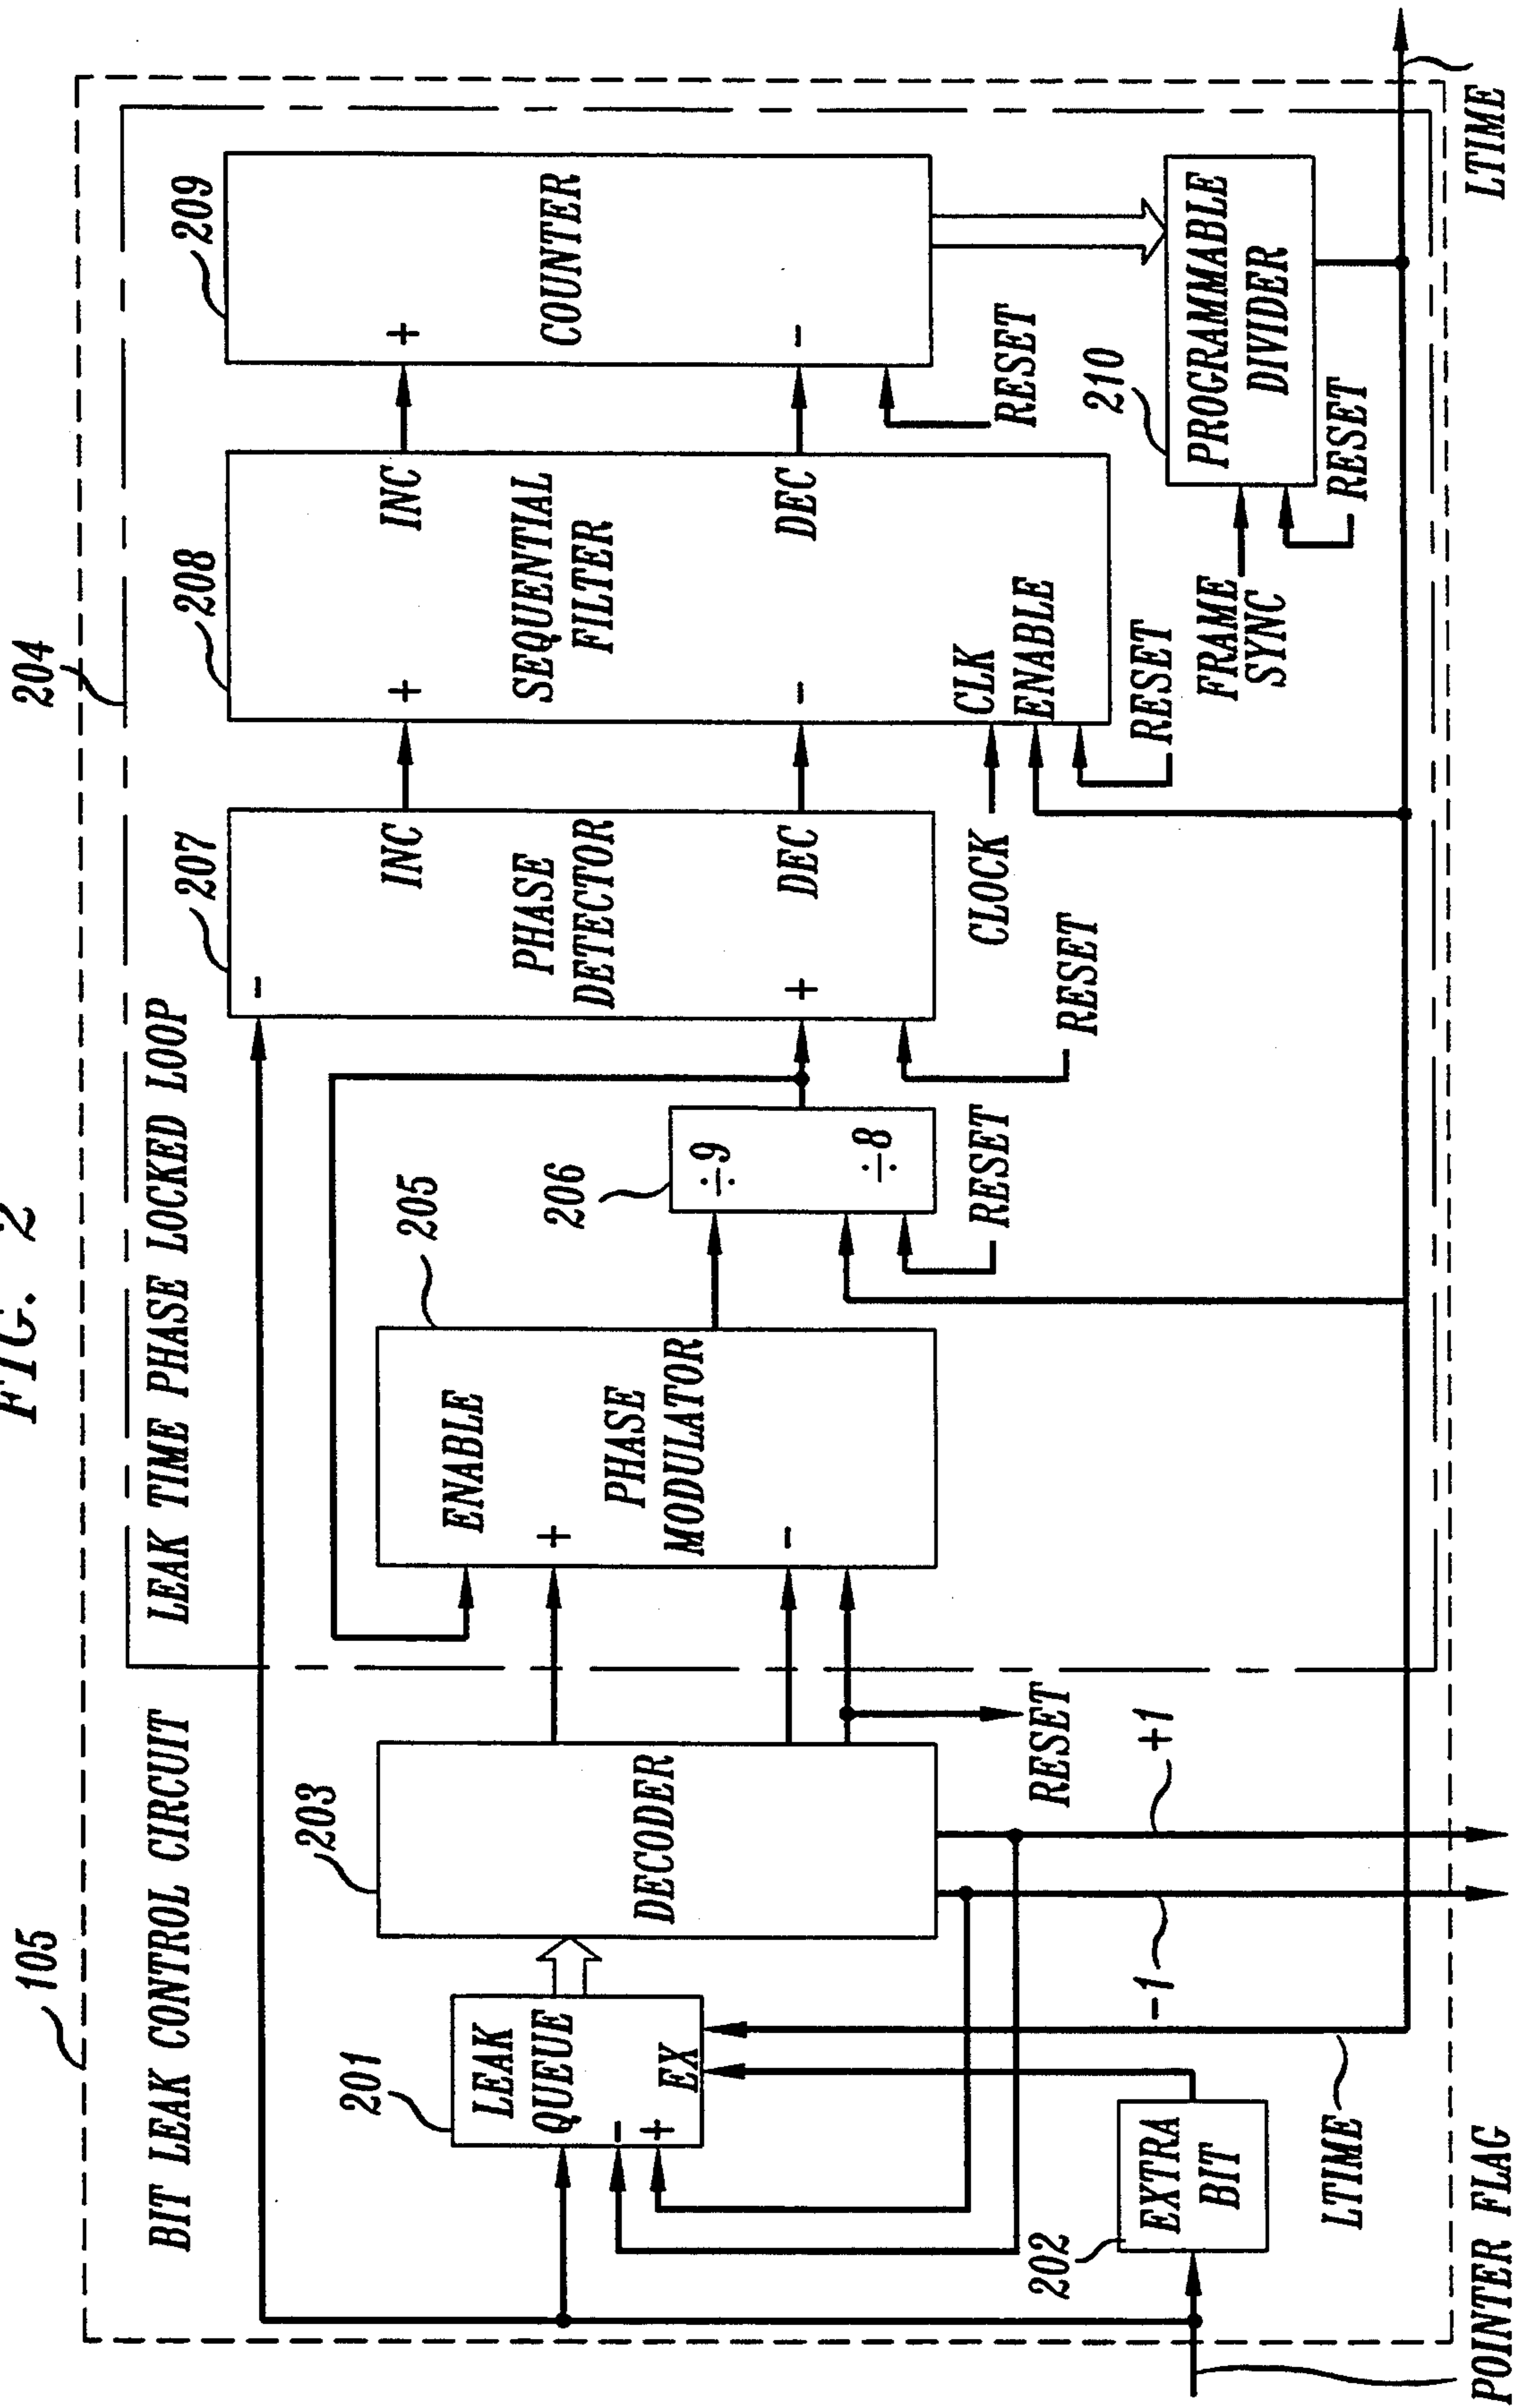 FIG. 2
105
204
BIT LEAK CONTROL CIRCUIT
LEAK TIME PHASE LOCKED LOOP
201
LEAK
QUEUE
-
+
EX
202
EXTRA
BIT
POINTER FLAG
LTIME
203
DECODER
-1
+1
RESET
205
ENABLE
+
PHASE
MODULATOR
-
206
÷9
÷8
RESET
207
-
INC
PHASE
DETECTOR
+
DEC
RESET
208
+
INC
SEQUENTIAL
FILTER
-
DEC
CLK
ENABLE
CLOCK
RESET
209
+
COUNTER
-
RESET
210
PROGRAMMABLE
DIVIDER
FRAME
SYNC
RESET
LTIME